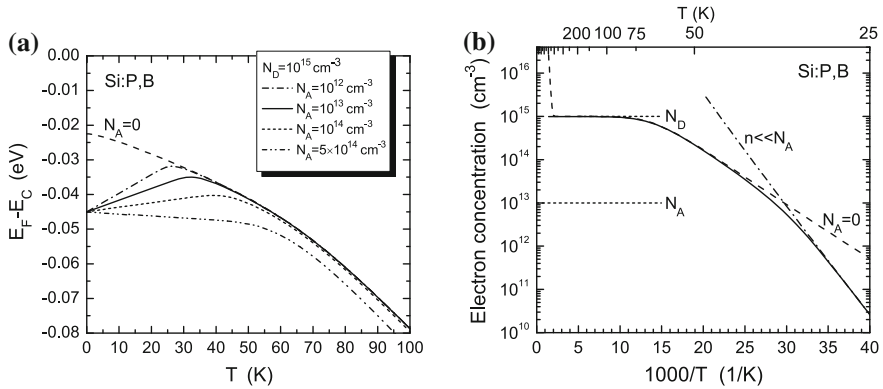 (a)
0.00
-0.01
-0.02
-0.03
-0.04
-0.05
-0.06
-0.07
-0.08
E_F-E_C (eV)
Si:P,B
N_A=0
N_D=10^15 cm^-3
N_A=10^12 cm^-3
N_A=10^13 cm^-3
N_A=10^14 cm^-3
N_A=5×10^14 cm^-3
0 10 20 30 40 50 60 70 80 90 100
T (K)
(b)
T (K)
200 100 75 50 25
Electron concentration (cm^-3)
10^16
10^15
10^14
10^13
10^12
10^11
10^10
Si:P,B
N_D
n<<N_A
N_A
N_A=0
0 5 10 15 20 25 30 35 40
1000/T (1/K)